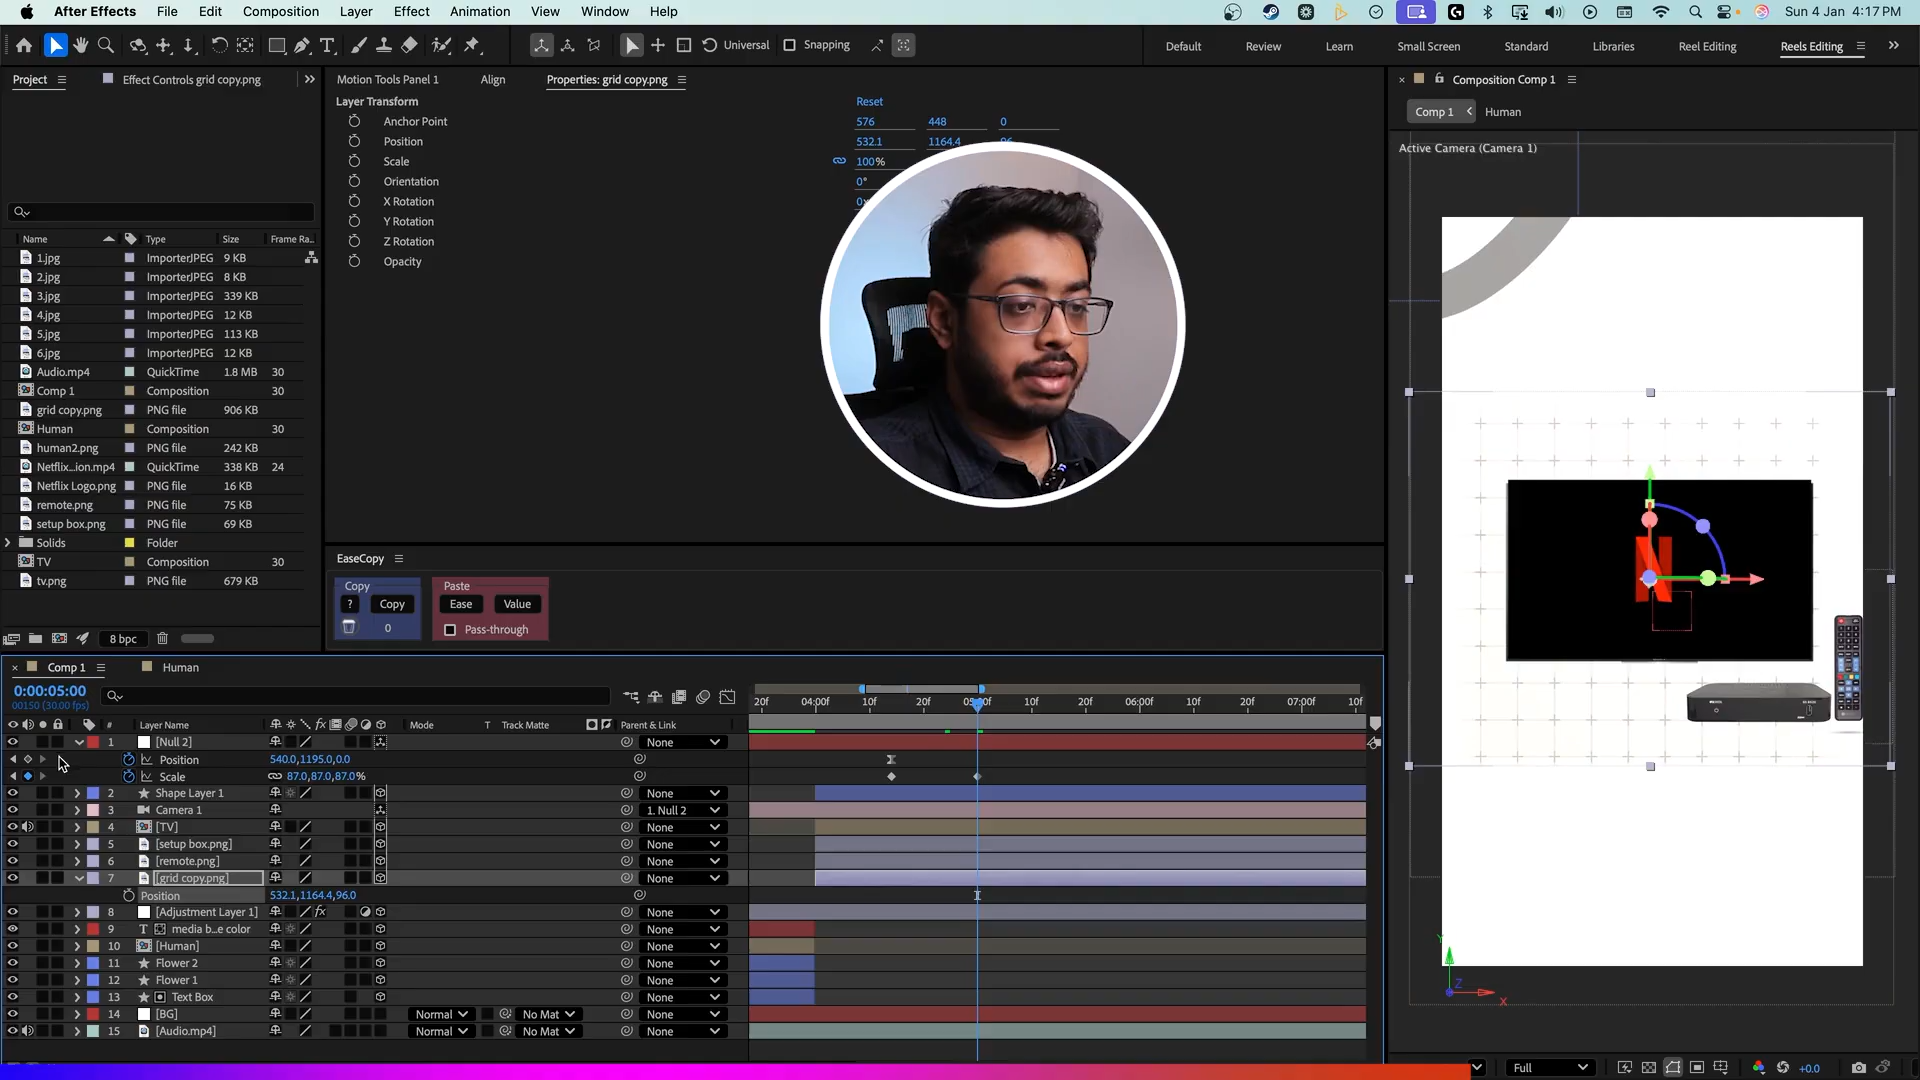 After Effects File Edit Composition Layer Effect Animation View Window Help Sun 4 Jan 4:17 PM
Universal Snapping Default Review Learn Small Screen Standard Libraries Reel Editing Reels Editing
Project Effect Controls grid copy.png
Motion Tools Panel 1 Align Properties: grid copy.png
Composition Comp 1
Comp 1 Human
Active Camera (Camera 1)
Layer Transform Reset
Anchor Point 576 448 0
Position 532.1 1164.4
Scale 100%
Orientation 0°
X Rotation
Y Rotation
Z Rotation
Opacity
Name Type Size Frame Ra...
1.jpg ImporterJPEG 9 KB
2.jpg ImporterJPEG 8 KB
3.jpg ImporterJPEG 339 KB
4.jpg ImporterJPEG 12 KB
5.jpg ImporterJPEG 113 KB
6.jpg ImporterJPEG 12 KB
Audio.mp4 QuickTime 1.8 MB 30
Comp 1 Composition 30
grid copy.png PNG file 906 KB
Human Composition 30
human2.png PNG file 242 KB
Netflix...ion.mp4 QuickTime 338 KB 24
Netflix Logo.png PNG file 16 KB
remote.png PNG file 75 KB
setup box.png PNG file 69 KB
Solids Folder
TV Composition 30
tv.png PNG file 679 KB
8 bpc
EaseCopy
Copy Paste
? Copy Ease Value
0 Pass-through
Comp 1 Human
0:00:05:00
00150 (30.00 fps)
20f 04:00f 10f 20f 05:00f 10f 20f 06:00f 10f 20f 07:00f 10f
# Layer Name Mode T Track Matte Parent & Link
1 [Null 2] None
Position 540.0,1195.0,0.0
Scale 87.0,87.0,87.0%
2 Shape Layer 1 None
3 Camera 1 1. Null 2
4 [TV] None
5 [setup box.png] None
6 [remote.png] None
7 [grid copy.png] None
Position 532.1,1164.4,96.0
8 [Adjustment Layer 1] fx None
9 T media b...e color None
10 [Human] None
11 Flower 2 None
12 Flower 1 None
13 Text Box None
14 [BG] Normal No Mat None
15 [Audio.mp4] Normal No Mat None
Y
Z
X
Full +0.0